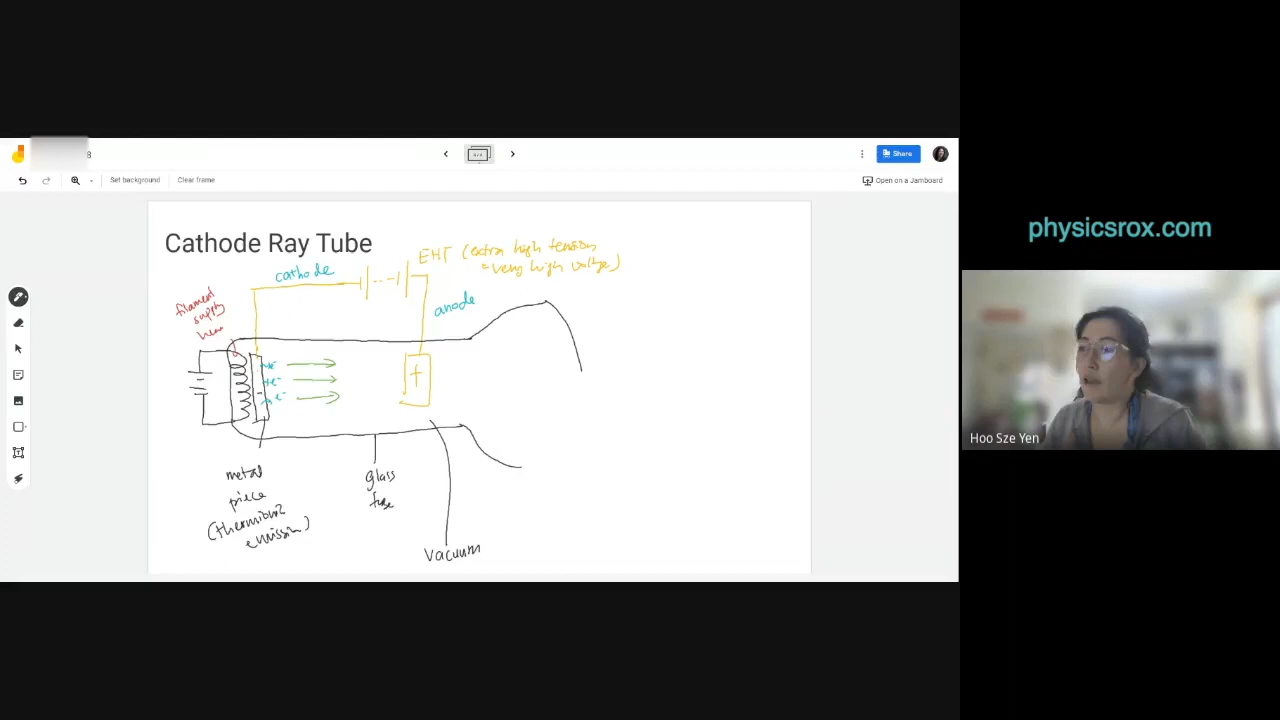 8
Share
Set background
Clear frame
Open on a Jamboard
Cathode Ray Tube
EHT (extra high tension
= very high voltage)
cathode
anode
filament
supply
+
e-
e-
e-
metal
piece
(thermionic
emission)
glass
vacuum
physicsrox.com
Hoo Sze Yen